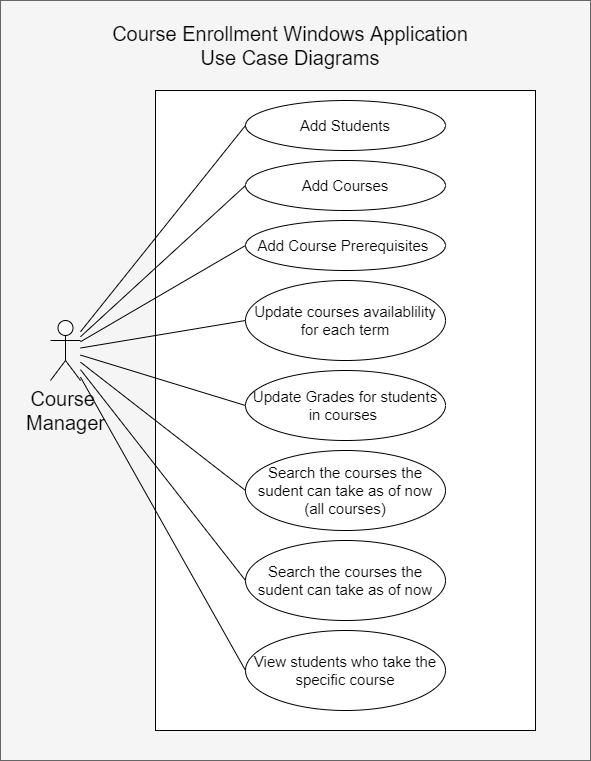 Course Enrollment Windows Application
Use Case Diagrams
Add Students
Add Courses
Add Course Prerequisites
Update courses availablility
for each term
Course
Manager
Update Grades for students
in courses
Search the courses the
sudent can take as of now
(all courses)
Search the courses the
sudent can take as of now
View students who take the
specific course